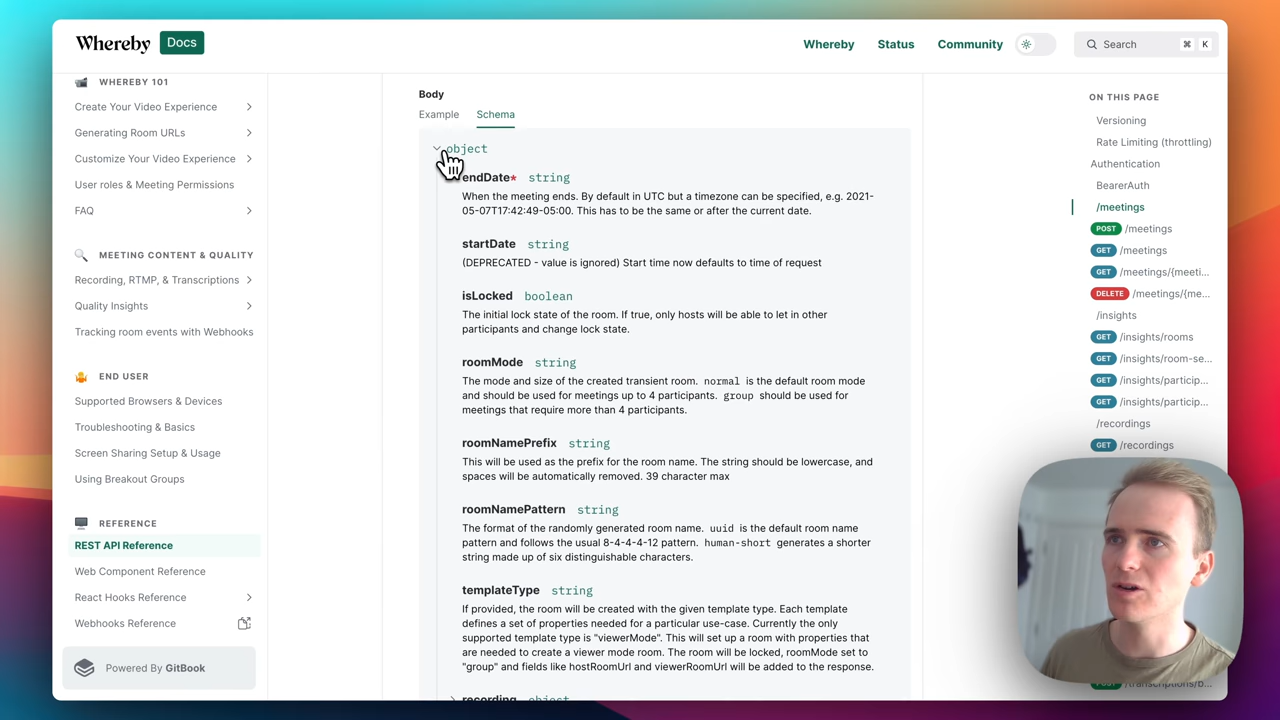 Whereby Docs
Whereby Status Community Search ⌘ K
WHEREBY 101
Create Your Video Experience
Generating Room URLs
Customize Your Video Experience
User roles & Meeting Permissions
FAQ
MEETING CONTENT & QUALITY
Recording, RTMP, & Transcriptions
Quality Insights
Tracking room events with Webhooks
END USER
Supported Browsers & Devices
Troubleshooting & Basics
Screen Sharing Setup & Usage
Using Breakout Groups
REFERENCE
REST API Reference
Web Component Reference
React Hooks Reference
Webhooks Reference
Powered By GitBook
Body
Example Schema
object
endDate* string
When the meeting ends. By default in UTC but a timezone can be specified, e.g. 2021-
05-07T17:42:49-05:00. This has to be the same or after the current date.
startDate string
(DEPRECATED - value is ignored) Start time now defaults to time of request
isLocked boolean
The initial lock state of the room. If true, only hosts will be able to let in other
participants and change lock state.
roomMode string
The mode and size of the created transient room. normal is the default room mode
and should be used for meetings up to 4 participants. group should be used for
meetings that require more than 4 participants.
roomNamePrefix string
This will be used as the prefix for the room name. The string should be lowercase, and
spaces will be automatically removed. 39 character max
roomNamePattern string
The format of the randomly generated room name. uuid is the default room name
pattern and follows the usual 8-4-4-4-12 pattern. human-short generates a shorter
string made up of six distinguishable characters.
templateType string
If provided, the room will be created with the given template type. Each template
defines a set of properties needed for a particular use-case. Currently the only
supported template type is "viewerMode". This will set up a room with properties that
are needed to create a viewer mode room. The room will be locked, roomMode set to
"group" and fields like hostRoomUrl and viewerRoomUrl will be added to the response.
recording object
ON THIS PAGE
Versioning
Rate Limiting (throttling)
Authentication
BearerAuth
/meetings
POST /meetings
GET /meetings
GET /meetings/{meeti...
DELETE /meetings/{me...
/insights
GET /insights/rooms
GET /insights/room-se...
GET /insights/particip...
GET /insights/particip...
/recordings
GET /recordings
POST /transcriptions/b...